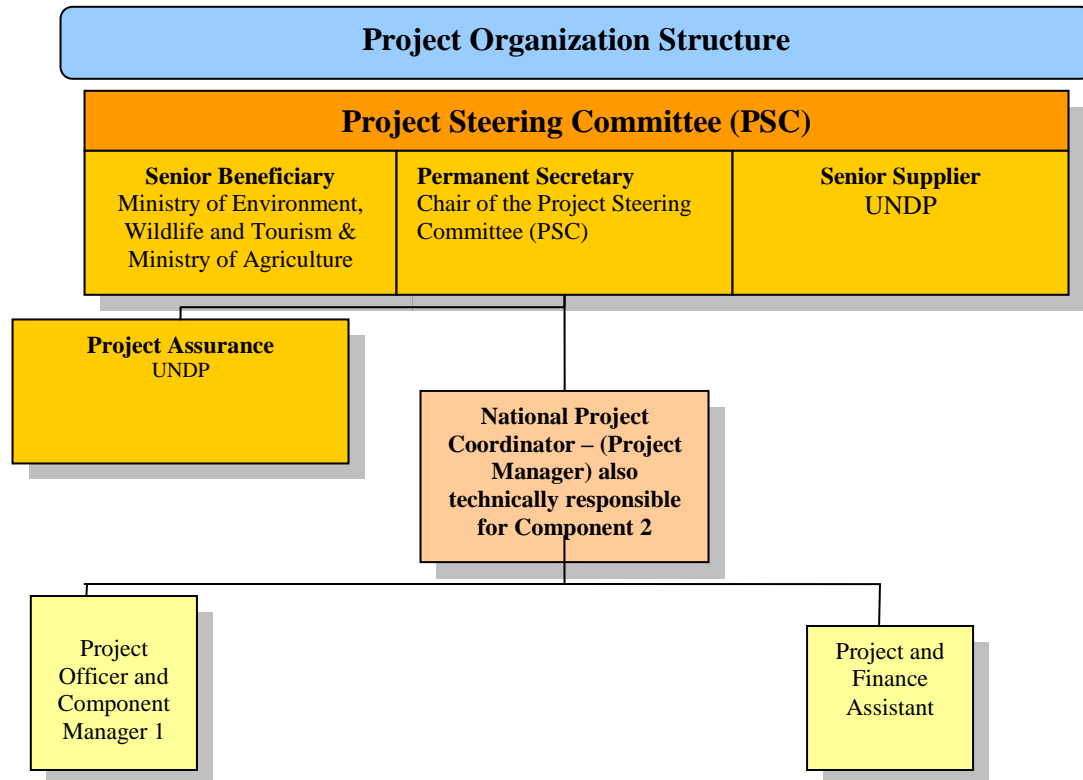 Project Organization Structure
Project Steering Committee (PSC)
Senior Beneficiary
Ministry of Environment,
Wildlife and Tourism &
Ministry of Agriculture
Permanent Secretary
Chair of the Project Steering
Committee (PSC)
Senior Supplier
UNDP
Project Assurance
UNDP
National Project
Coordinator – (Project
Manager) also
technically responsible
for Component 2
Project
Officer and
Component
Manager 1
Project and
Finance
Assistant